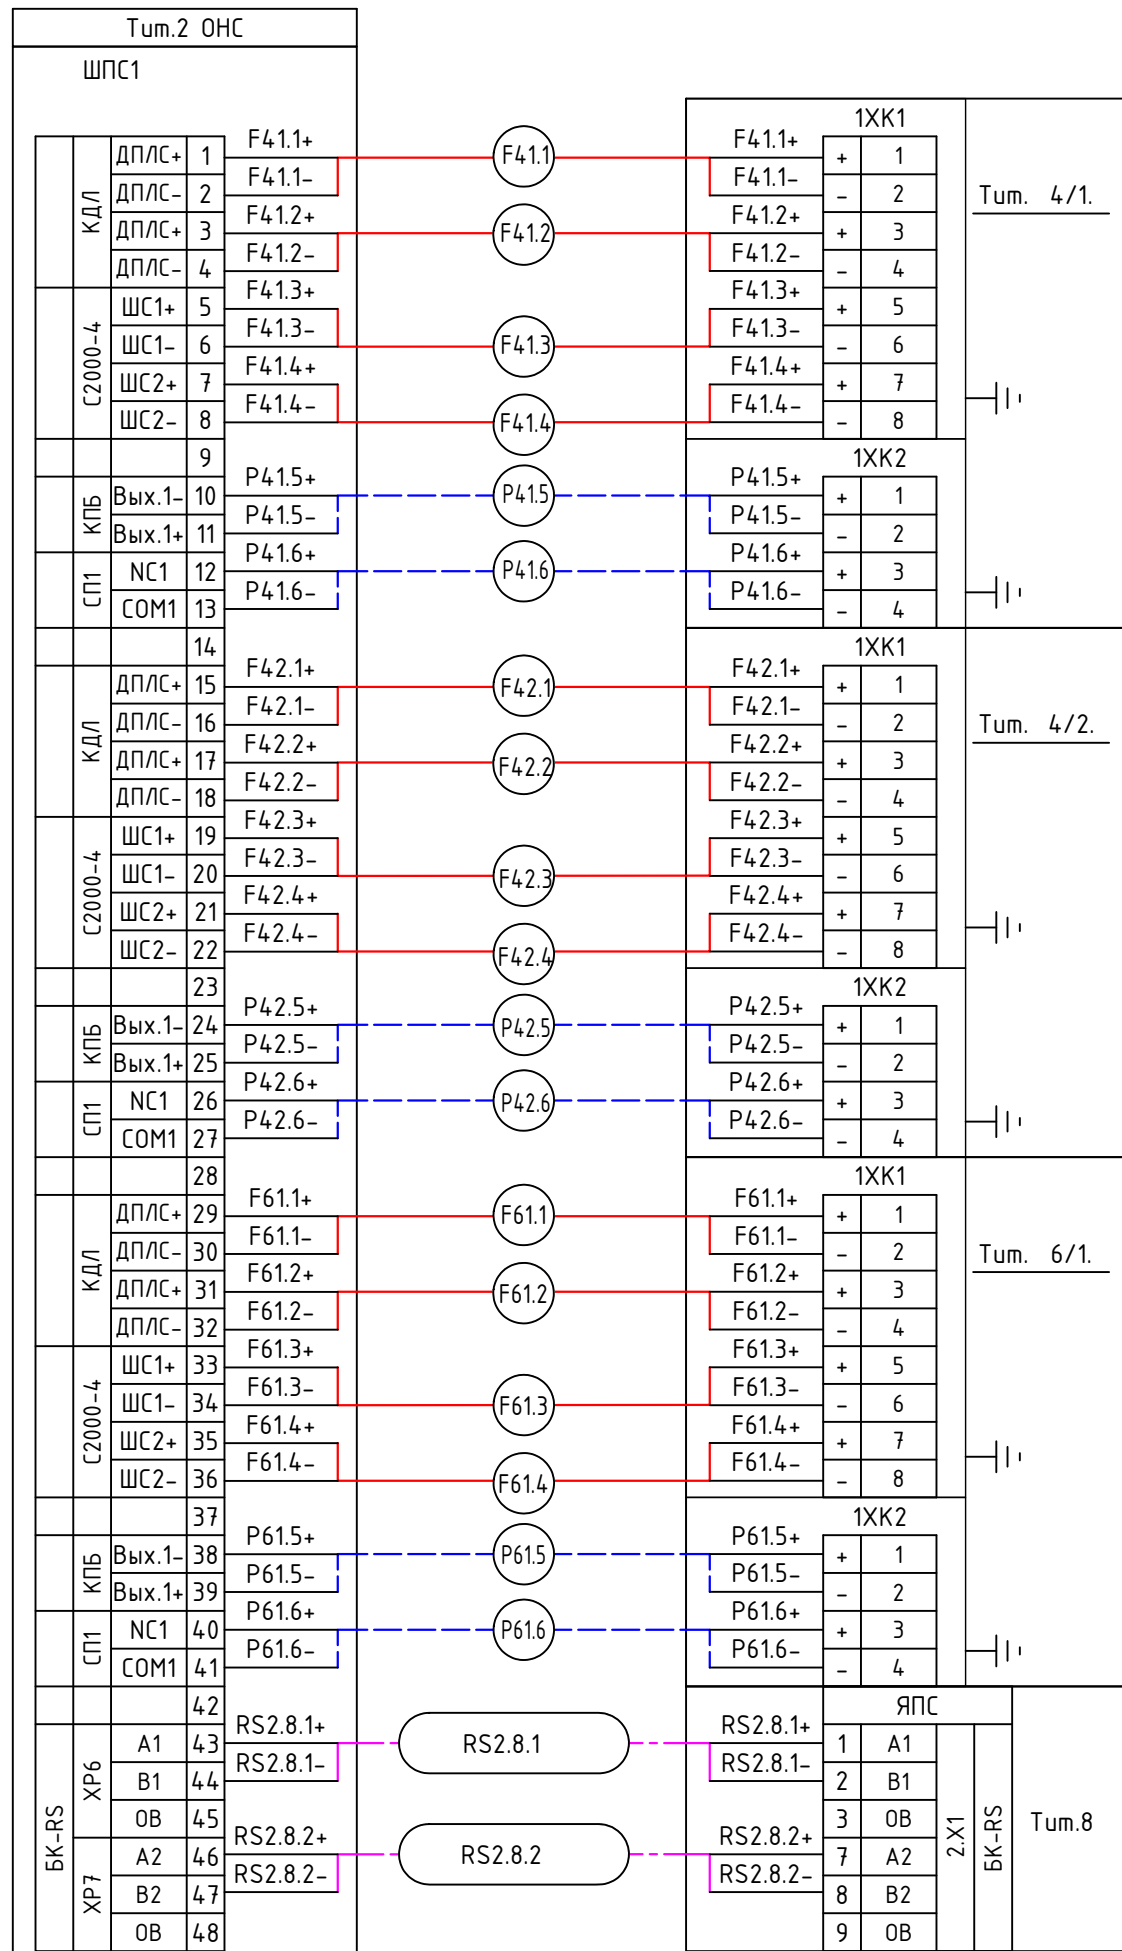 Тит.2 ОНС
ШПС1
1ХК1
КДЛ
ДПЛС+ 1 F41.1+ F41.1 F41.1+ + 1
ДПЛС- 2 F41.1- F41.1- - 2
Тит. 4/1.
ДПЛС+ 3 F41.2+ F41.2 F41.2+ + 3
ДПЛС- 4 F41.2- F41.2- - 4
С2000-4
ШС1+ 5 F41.3+ F41.3+ + 5
ШС1- 6 F41.3- F41.3 F41.3- - 6
ШС2+ 7 F41.4+ F41.4+ + 7
ШС2- 8 F41.4- F41.4 F41.4- - 8
9
1ХК2
КПБ
Вых.1- 10 P41.5+ P41.5 P41.5+ + 1
Вых.1+ 11 P41.5- P41.5- - 2
СП1
NC1 12 P41.6+ P41.6 P41.6+ + 3
COM1 13 P41.6- P41.6- - 4
14
1ХК1
КДЛ
ДПЛС+ 15 F42.1+ F42.1 F42.1+ + 1
ДПЛС- 16 F42.1- F42.1- - 2
Тит. 4/2.
ДПЛС+ 17 F42.2+ F42.2 F42.2+ + 3
ДПЛС- 18 F42.2- F42.2- - 4
С2000-4
ШС1+ 19 F42.3+ F42.3+ + 5
ШС1- 20 F42.3- F42.3 F42.3- - 6
ШС2+ 21 F42.4+ F42.4+ + 7
ШС2- 22 F42.4- F42.4 F42.4- - 8
23
1ХК2
КПБ
Вых.1- 24 P42.5+ P42.5 P42.5+ + 1
Вых.1+ 25 P42.5- P42.5- - 2
СП1
NC1 26 P42.6+ P42.6 P42.6+ + 3
COM1 27 P42.6- P42.6- - 4
28
1ХК1
КДЛ
ДПЛС+ 29 F61.1+ F61.1 F61.1+ + 1
ДПЛС- 30 F61.1- F61.1- - 2
Тит. 6/1.
ДПЛС+ 31 F61.2+ F61.2 F61.2+ + 3
ДПЛС- 32 F61.2- F61.2- - 4
С2000-4
ШС1+ 33 F61.3+ F61.3+ + 5
ШС1- 34 F61.3- F61.3 F61.3- - 6
ШС2+ 35 F61.4+ F61.4+ + 7
ШС2- 36 F61.4- F61.4 F61.4- - 8
37
1ХК2
КПБ
Вых.1- 38 P61.5+ P61.5 P61.5+ + 1
Вых.1+ 39 P61.5- P61.5- - 2
СП1
NC1 40 P61.6+ P61.6 P61.6+ + 3
COM1 41 P61.6- P61.6- - 4
42
ЯПС
БК-RS
ХР6
A1 43 RS2.8.1+ RS2.8.1 RS2.8.1+ 1 A1
B1 44 RS2.8.1- RS2.8.1- 2 B1
0В 45 3 0В
ХР7
A2 46 RS2.8.2+ RS2.8.2 RS2.8.2+ 7 A2
B2 47 RS2.8.2- RS2.8.2- 8 B2
0В 48 9 0В
2.Х1
БК-RS
Тит.8